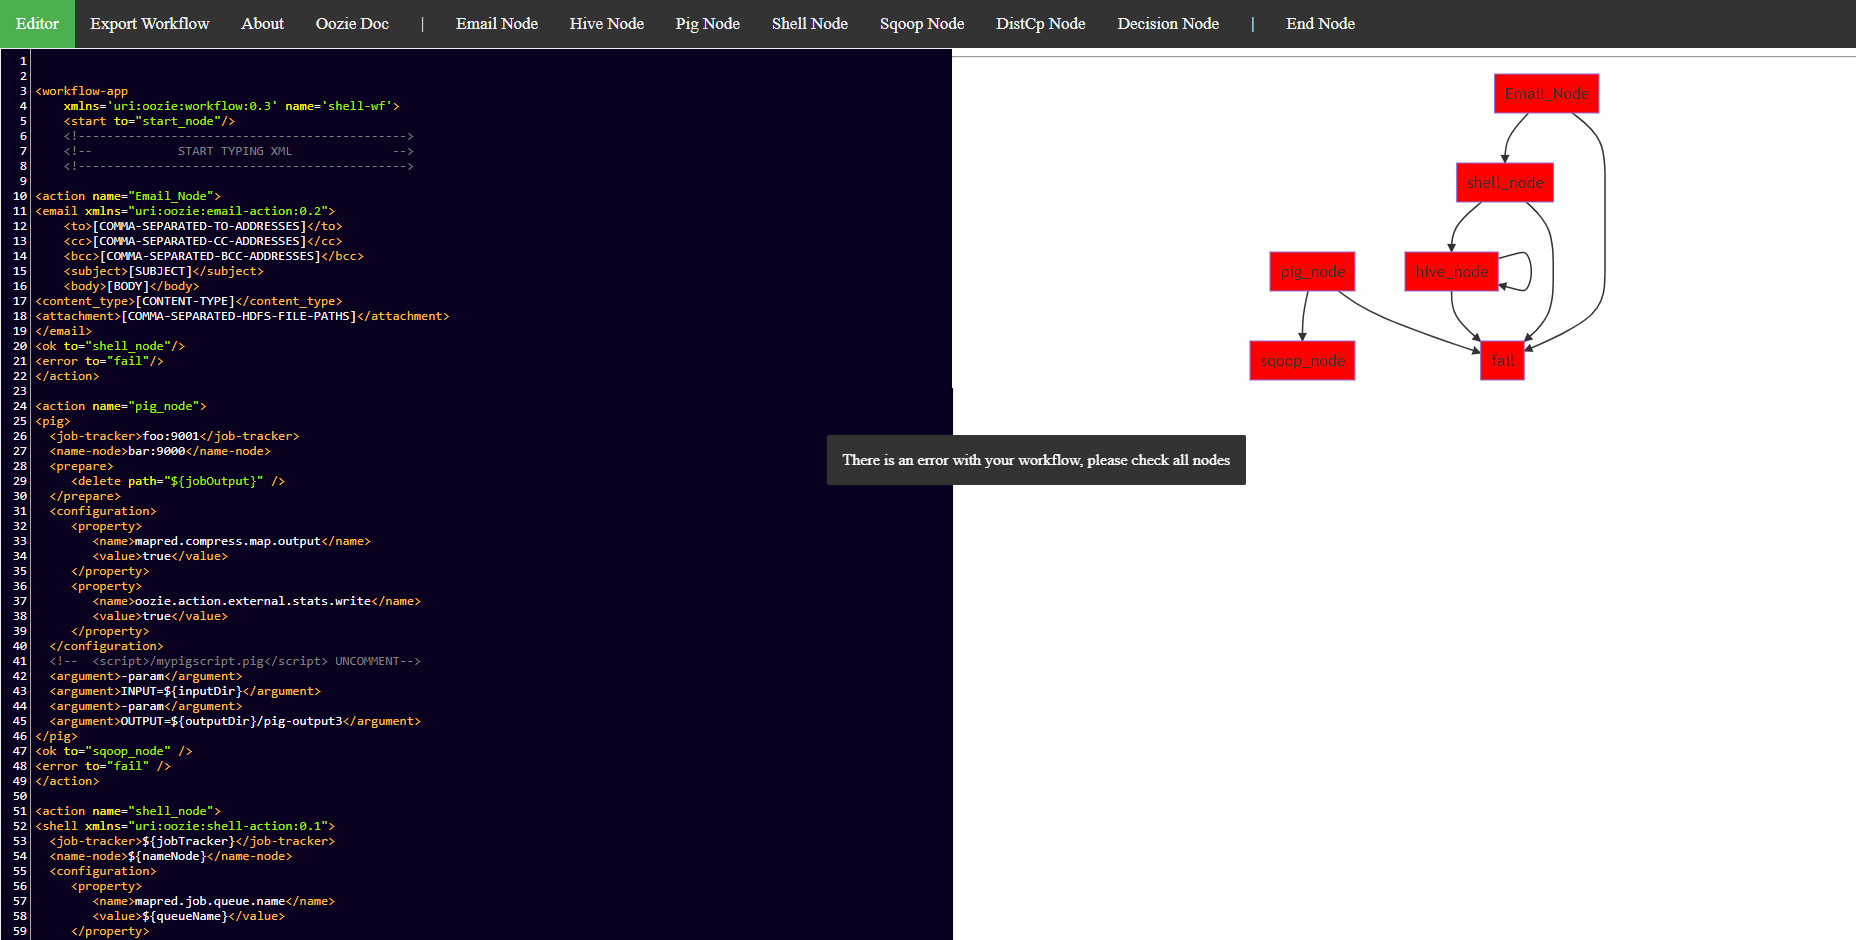 Editor Export Workflow About Oozie Doc | Email Node Hive Node Pig Node Shell Node Sqoop Node DistCp Node Decision Node | End Node
1
2
3 <workflow-app
4 xmlns='uri:oozie:workflow:0.3' name='shell-wf'>
5 <start to="start_node"/>
6 <!---------------------------------------------->
7 <!-- START TYPING XML -->
8 <!---------------------------------------------->
9
10 <action name="Email_Node">
11 <email xmlns="uri:oozie:email-action:0.2">
12 <to>[COMMA-SEPARATED-TO-ADDRESSES]</to>
13 <cc>[COMMA-SEPARATED-CC-ADDRESSES]</cc>
14 <bcc>[COMMA-SEPARATED-BCC-ADDRESSES]</bcc>
15 <subject>[SUBJECT]</subject>
16 <body>[BODY]</body>
17 <content_type>[CONTENT-TYPE]</content_type>
18 <attachment>[COMMA-SEPARATED-HDFS-FILE-PATHS]</attachment>
19 </email>
20 <ok to="shell_node"/>
21 <error to="fail"/>
22 </action>
23
24 <action name="pig_node">
25 <pig>
26 <job-tracker>foo:9001</job-tracker>
27 <name-node>bar:9000</name-node>
28 <prepare>
29 <delete path="${jobOutput}" />
30 </prepare>
31 <configuration>
32 <property>
33 <name>mapred.compress.map.output</name>
34 <value>true</value>
35 </property>
36 <property>
37 <name>oozie.action.external.stats.write</name>
38 <value>true</value>
39 </property>
40 </configuration>
41 <!-- <script>/mypigscript.pig</script> UNCOMMENT-->
42 <argument>-param</argument>
43 <argument>INPUT=${inputDir}</argument>
44 <argument>-param</argument>
45 <argument>OUTPUT=${outputDir}/pig-output3</argument>
46 </pig>
47 <ok to="sqoop_node" />
48 <error to="fail" />
49 </action>
50
51 <action name="shell_node">
52 <shell xmlns="uri:oozie:shell-action:0.1">
53 <job-tracker>${jobTracker}</job-tracker>
54 <name-node>${nameNode}</name-node>
55 <configuration>
56 <property>
57 <name>mapred.job.queue.name</name>
58 <value>${queueName}</value>
59 </property>
Email_Node
shell_node
pig_node hive_node
sqoop_node fail
There is an error with your workflow, please check all nodes